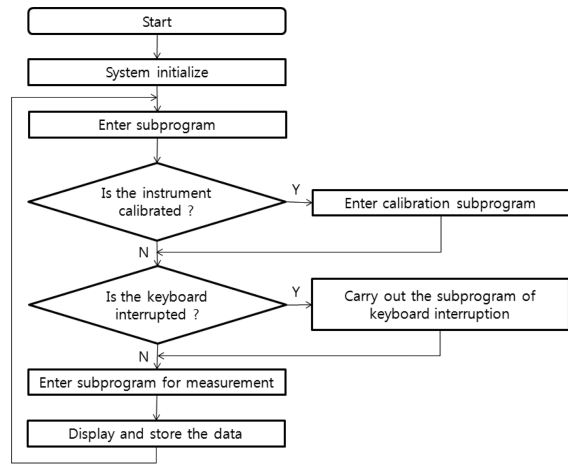 Start
System initialize
Enter subprogram
Is the instrument
calibrated ?
Y
Enter calibration subprogram
N
Is the keyboard
interrupted ?
Y
Carry out the subprogram of
keyboard interruption
N
Enter subprogram for measurement
Display and store the data